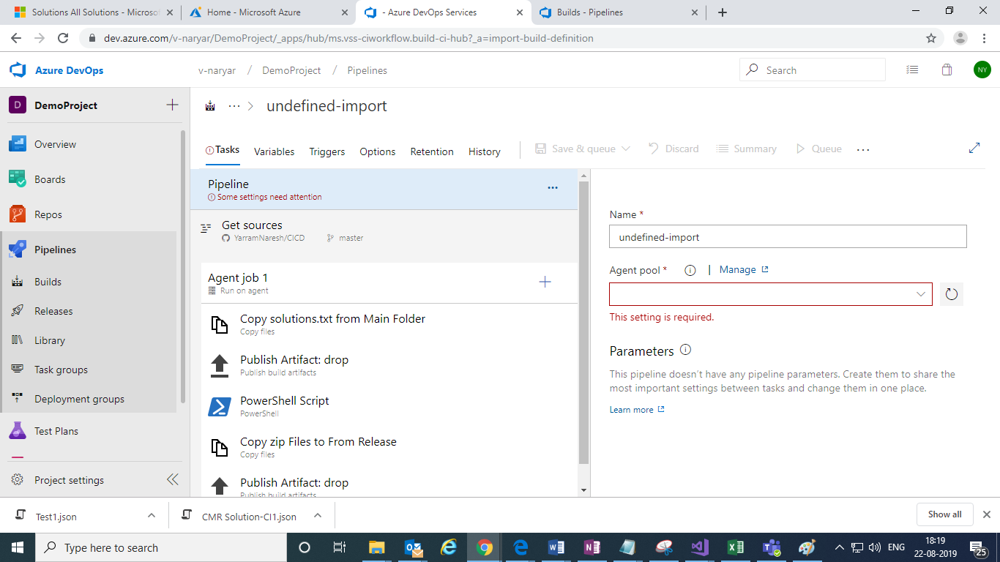 Solutions All Solutions - Microso
Home - Microsoft Azure
- Azure DevOps Services
Builds - Pipelines
dev.azure.com/v-naryar/DemoProject/_apps/hub/ms.vss-ciworkflow.build-ci-hub?_a=import-build-definition
Azure DevOps
v-naryar / DemoProject / Pipelines
Search
NY
D DemoProject
undefined-import
Overview
Boards
Repos
Pipelines
Builds
Releases
Library
Task groups
Deployment groups
Test Plans
Project settings
Tasks Variables Triggers Options Retention History
Save & queue Discard Summary Queue ...
Pipeline
Some settings need attention
Get sources
YarramNaresh/CICD master
Agent job 1
Run on agent
Copy solutions.txt from Main Folder
Copy files
Publish Artifact: drop
Publish build artifacts
PowerShell Script
PowerShell
Copy zip Files to From Release
Copy files
Publish Artifact: drop
Publish build artifacts
Name *
undefined-import
Agent pool * | Manage
This setting is required.
Parameters
This pipeline doesn't have any pipeline parameters. Create them to share the
most important settings between tasks and change them in one place.
Learn more
Test1.json
CMR Solution-CI1.json
Show all
Type here to search
ENG
18:19
22-08-2019
25